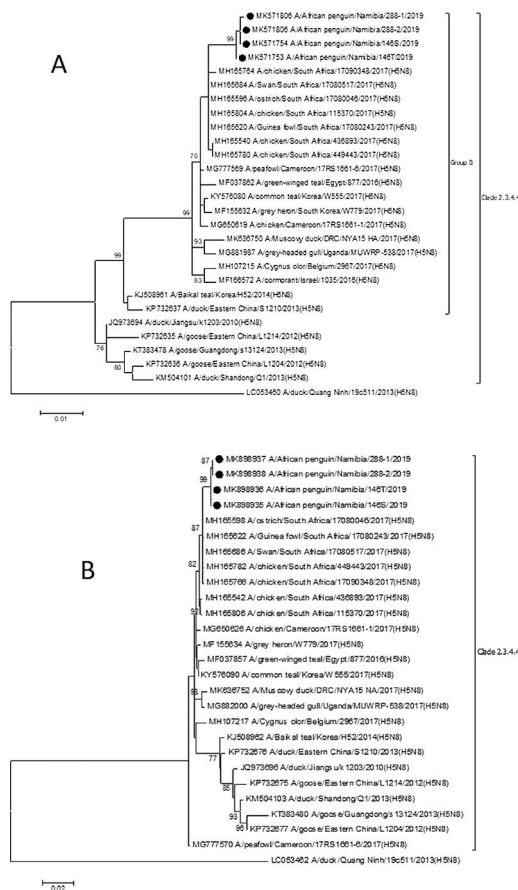 A
99
MK571806 A/African penguin/Namibia/288-1/2019
MK571806 A/African penguin/Namibia/288-2/2019
MK571754 A/African penguin/Namibia/146S/2019
MK571753 A/African penguin/Namibia/146T/2019
MH165764 A/chicken/South Africa/17090348/2017(H5N8)
MH165684 A/Swan/South Africa/17080517/2017(H5N8)
MH165596 A/ostrich/South Africa/17080046/2017(H5N8)
MH165804 A/chicken/South Africa/115370/2017(H5N8)
MH165620 A/Guinea fowl/South Africa/17080243/2017(H5N8)
MH165540 A/chicken/South Africa/436893/2017(H5N8)
MH165780 A/chicken/South Africa/449443/2017(H5N8)
70
MG777569 A/peafowl/Cameroon/17RS1661-6/2017(H5N8)
MF037862 A/green-winged teal/Egypt/877/2016(H5N8)
KY576080 A/common teal/Korea/W555/2017(H5N8)
MF155632 A/grey heron/South Korea/W779/2017(H5N8)
99
MG650619 A/chicken/Cameroon/17RS1661-1/2017(H5N8)
93
MK636750 A/Muscovy duck/DRC/NYA15 HA/2017(H5N8)
MG881987 A/grey-headed gull/Uganda/MUWRP-538/2017(H5N8)
MH107215 A/Cygnus olor/Belgium/2967/2017(H5N8)
83
MF166572 A/cormorant/Israel/1035/2016(H5N8)
99
KJ508961 A/Baikal teal/Korea/H52/2014(H5N8)
KP732637 A/duck/Eastern China/S1210/2013(H5N8)
JQ973694 A/duck/Jiangsu/k1203/2010(H5N8)
KP732635 A/goose/Eastern China/L1214/2012(H5N8)
76
KT383478 A/goose/Guangdong/s13124/2013(H5N8)
80
KP732636 A/goose/Eastern China/L1204/2012(H5N8)
KM504101 A/duck/Shandong/Q1/2013(H5N8)
LC053460 A/duck/Quang Ninh/19c511/2013(H5N8)
Group B
Clade 2.3.4.4
0.01
B
87
MK898937 A/African penguin/Namibia/288-1/2019
MK898938 A/African penguin/Namibia/288-2/2019
99
MK898936 A/African penguin/Namibia/146T/2019
MK898935 A/African penguin/Namibia/146S/2019
87
MH165598 A/ostrich/South Africa/17080046/2017(H5N8)
MH165622 A/Guinea fowl/South Africa/17080243/2017(H5N8)
MH165686 A/Swan/South Africa/17080517/2017(H5N8)
82
MH165782 A/chicken/South Africa/449443/2017(H5N8)
MH165766 A/chicken/South Africa/17090348/2017(H5N8)
MH165542 A/chicken/South Africa/436893/2017(H5N8)
MH165806 A/chicken/South Africa/115370/2017(H5N8)
MG650626 A/chicken/Cameroon/17RS1661-1/2017(H5N8)
MF155634 A/grey heron/W779/2017(H5N8)
MF037857 A/green-winged teal/Egypt/877/2016(H5N8)
KY576090 A/common teal/Korea/W555/2017(H5N8)
MK636752 A/Muscovy duck/DRC/NYA15 NA/2017(H5N8)
MG882000 A/grey-headed gull/Uganda/MUWRP-538/2017(H5N8)
MH107217 A/Cygnus olor/Belgium/2967/2017(H5N8)
KJ508964 A/Baikal teal/Korea/H52/2014(H5N8)
77
KP732676 A/duck/Eastern China/S1210/2013(H5N8)
JQ973696 A/duck/Jiangsu/k1203/2010(H5N8)
85
KP732675 A/goose/Eastern China/L1214/2012(H5N8)
KM504103 A/duck/Shandong/Q1/2013(H5N8)
93
KT383480 A/goose/Guangdong/s13124/2013(H5N8)
96
KP732677 A/goose/Eastern China/L1204/2012(H5N8)
MG777570 A/peafowl/Cameroon/17RS1661-6/2017(H5N8)
LC053462 A/duck/Quang Ninh/19c511/2013(H5N8)
Clade 2.3.4.4
0.02